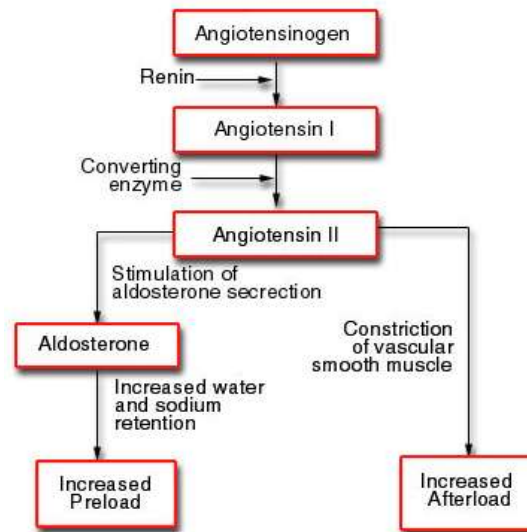 Angiotensinogen
Renin
Angiotensin I
Converting
enzyme
Angiotensin II
Stimulation of
aldosterone secrection
Aldosterone
Constriction
of vascular
smooth muscle
Increased water
and sodium
retention
Increased
Preload
Increased
Afterload